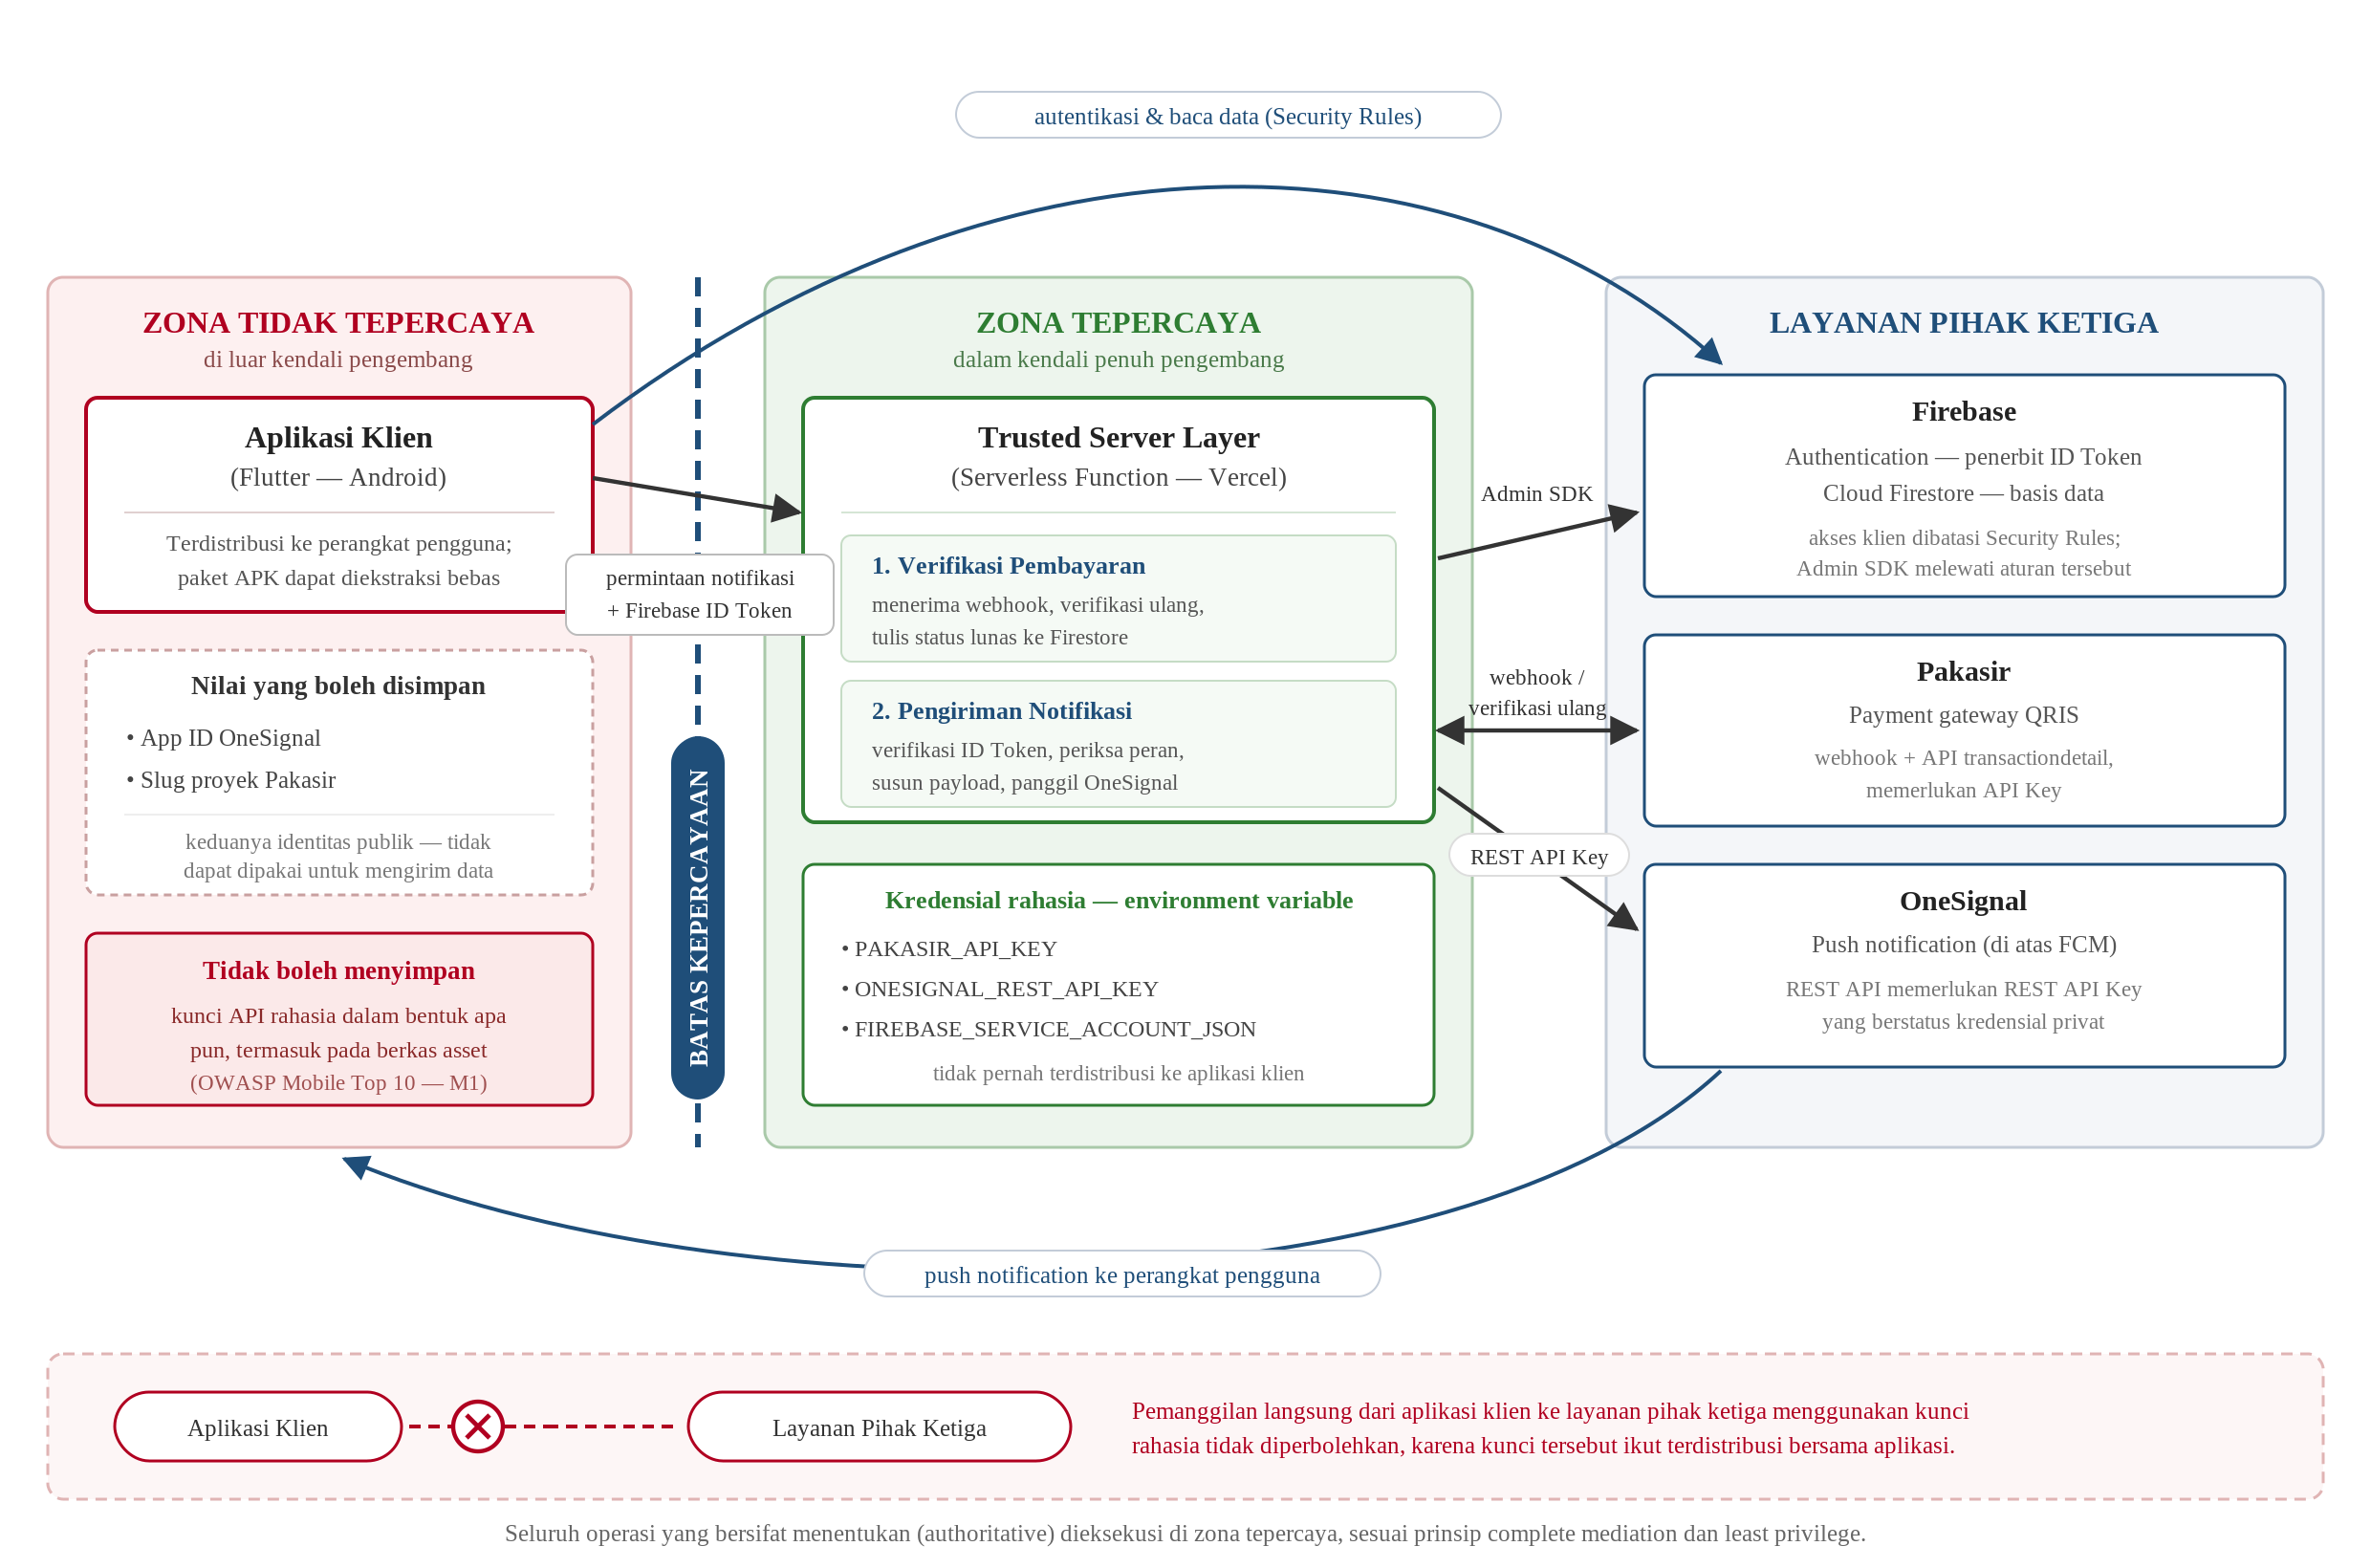 autentikasi & baca data (Security Rules)
ZONA TIDAK TEPERCAYA
di luar kendali pengembang
Aplikasi Klien
(Flutter — Android)
Terdistribusi ke perangkat pengguna;
paket APK dapat diekstraksi bebas
Nilai yang boleh disimpan
• App ID OneSignal
• Slug proyek Pakasir
keduanya identitas publik — tidak
dapat dipakai untuk mengirim data
Tidak boleh menyimpan
kunci API rahasia dalam bentuk apa
pun, termasuk pada berkas asset
(OWASP Mobile Top 10 — M1)
permintaan notifikasi
+ Firebase ID Token
BATAS KEPERCAYAAN
ZONA TEPERCAYA
dalam kendali penuh pengembang
Trusted Server Layer
(Serverless Function — Vercel)
1. Verifikasi Pembayaran
menerima webhook, verifikasi ulang,
tulis status lunas ke Firestore
2. Pengiriman Notifikasi
verifikasi ID Token, periksa peran,
susun payload, panggil OneSignal
Kredensial rahasia — environment variable
• PAKASIR_API_KEY
• ONESIGNAL_REST_API_KEY
• FIREBASE_SERVICE_ACCOUNT_JSON
tidak pernah terdistribusi ke aplikasi klien
Admin SDK
webhook /
verifikasi ulang
REST API Key
LAYANAN PIHAK KETIGA
Firebase
Authentication — penerbit ID Token
Cloud Firestore — basis data
akses klien dibatasi Security Rules;
Admin SDK melewati aturan tersebut
Pakasir
Payment gateway QRIS
webhook + API transactiondetail,
memerlukan API Key
OneSignal
Push notification (di atas FCM)
REST API memerlukan REST API Key
yang berstatus kredensial privat
push notification ke perangkat pengguna
Aplikasi Klien
Layanan Pihak Ketiga
Pemanggilan langsung dari aplikasi klien ke layanan pihak ketiga menggunakan kunci
rahasia tidak diperbolehkan, karena kunci tersebut ikut terdistribusi bersama aplikasi.
Seluruh operasi yang bersifat menentukan (authoritative) dieksekusi di zona tepercaya, sesuai prinsip complete mediation dan least privilege.